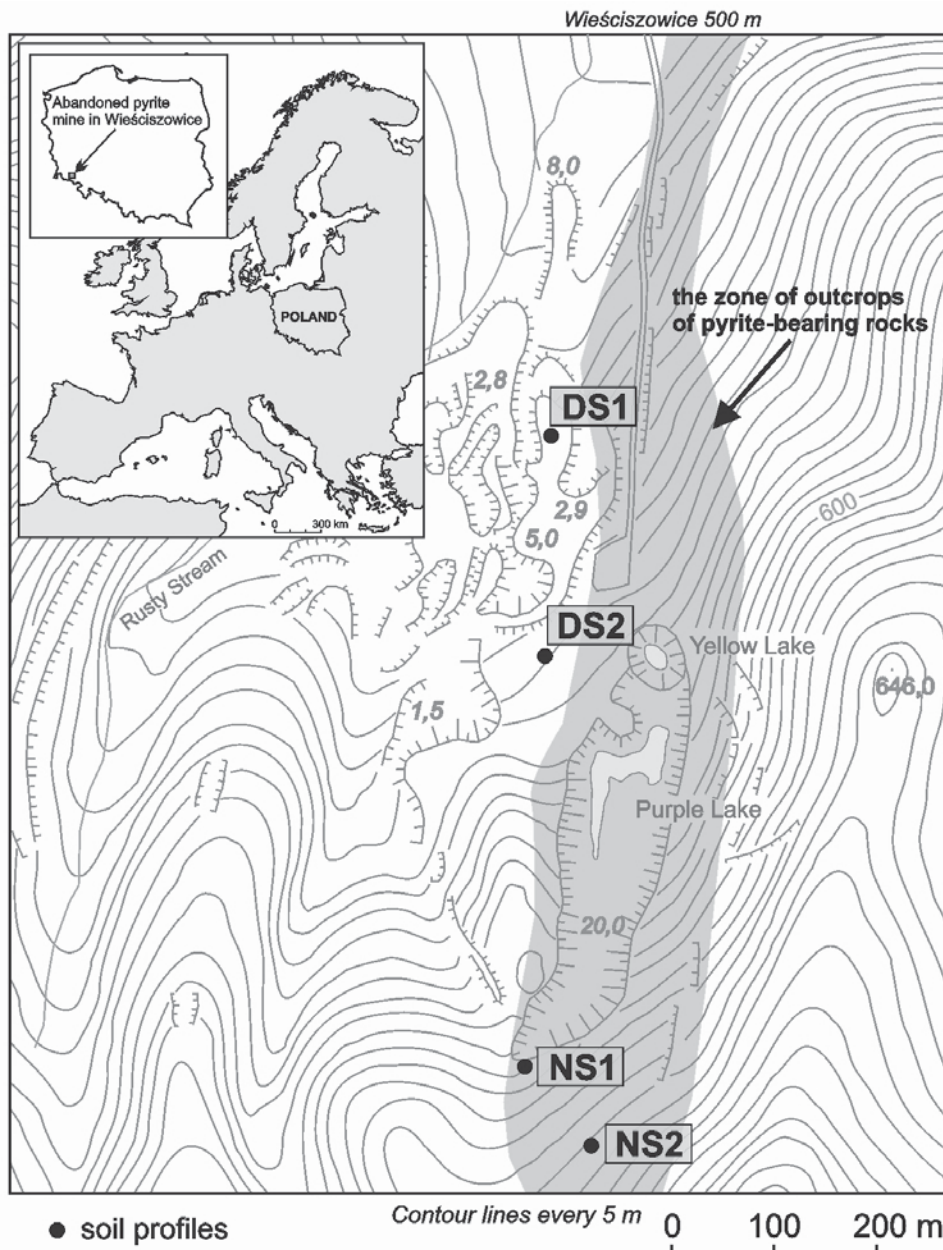 Wieściszowice 500 m
Abandoned pyrite
mine in Wieściszowice
POLAND
0 300 km
8,0
the zone of outcrops
of pyrite-bearing rocks
2,8
DS1
2,9
5,0
600
Rusty Stream
DS2
Yellow Lake
646,0
1,5
Purple Lake
20,0
NS1
NS2
soil profiles
Contour lines every 5 m
0 100 200 m